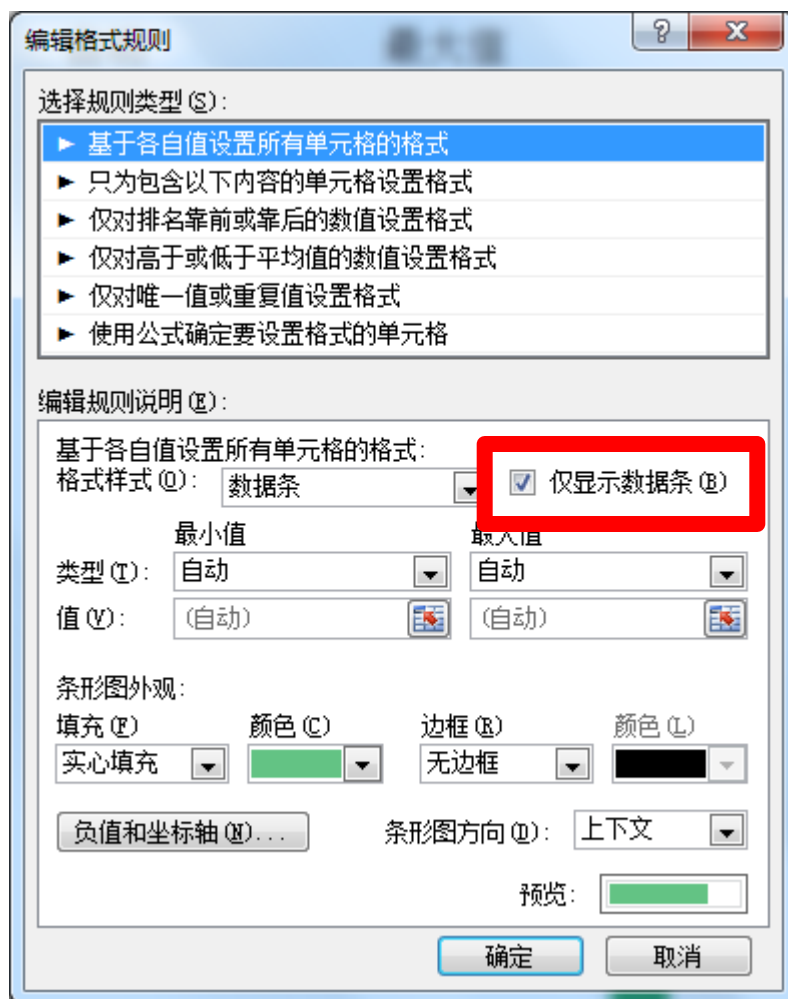 编辑格式规则
选择规则类型(S):
► 基于各自值设置所有单元格的格式
► 只为包含以下内容的单元格设置格式
► 仅对排名靠前或靠后的数值设置格式
► 仅对高于或低于平均值的数值设置格式
► 仅对唯一值或重复值设置格式
► 使用公式确定要设置格式的单元格
编辑规则说明(E):
基于各自值设置所有单元格的格式:
格式样式(O): 数据条 仅显示数据条(B)
最小值 最大值
类型(T): 自动 自动
值(V): (自动) (自动)
条形图外观:
填充(F) 颜色(C) 边框(R) 颜色(L)
实心填充 无边框
负值和坐标轴(N)... 条形图方向(D): 上下文
预览:
确定 取消